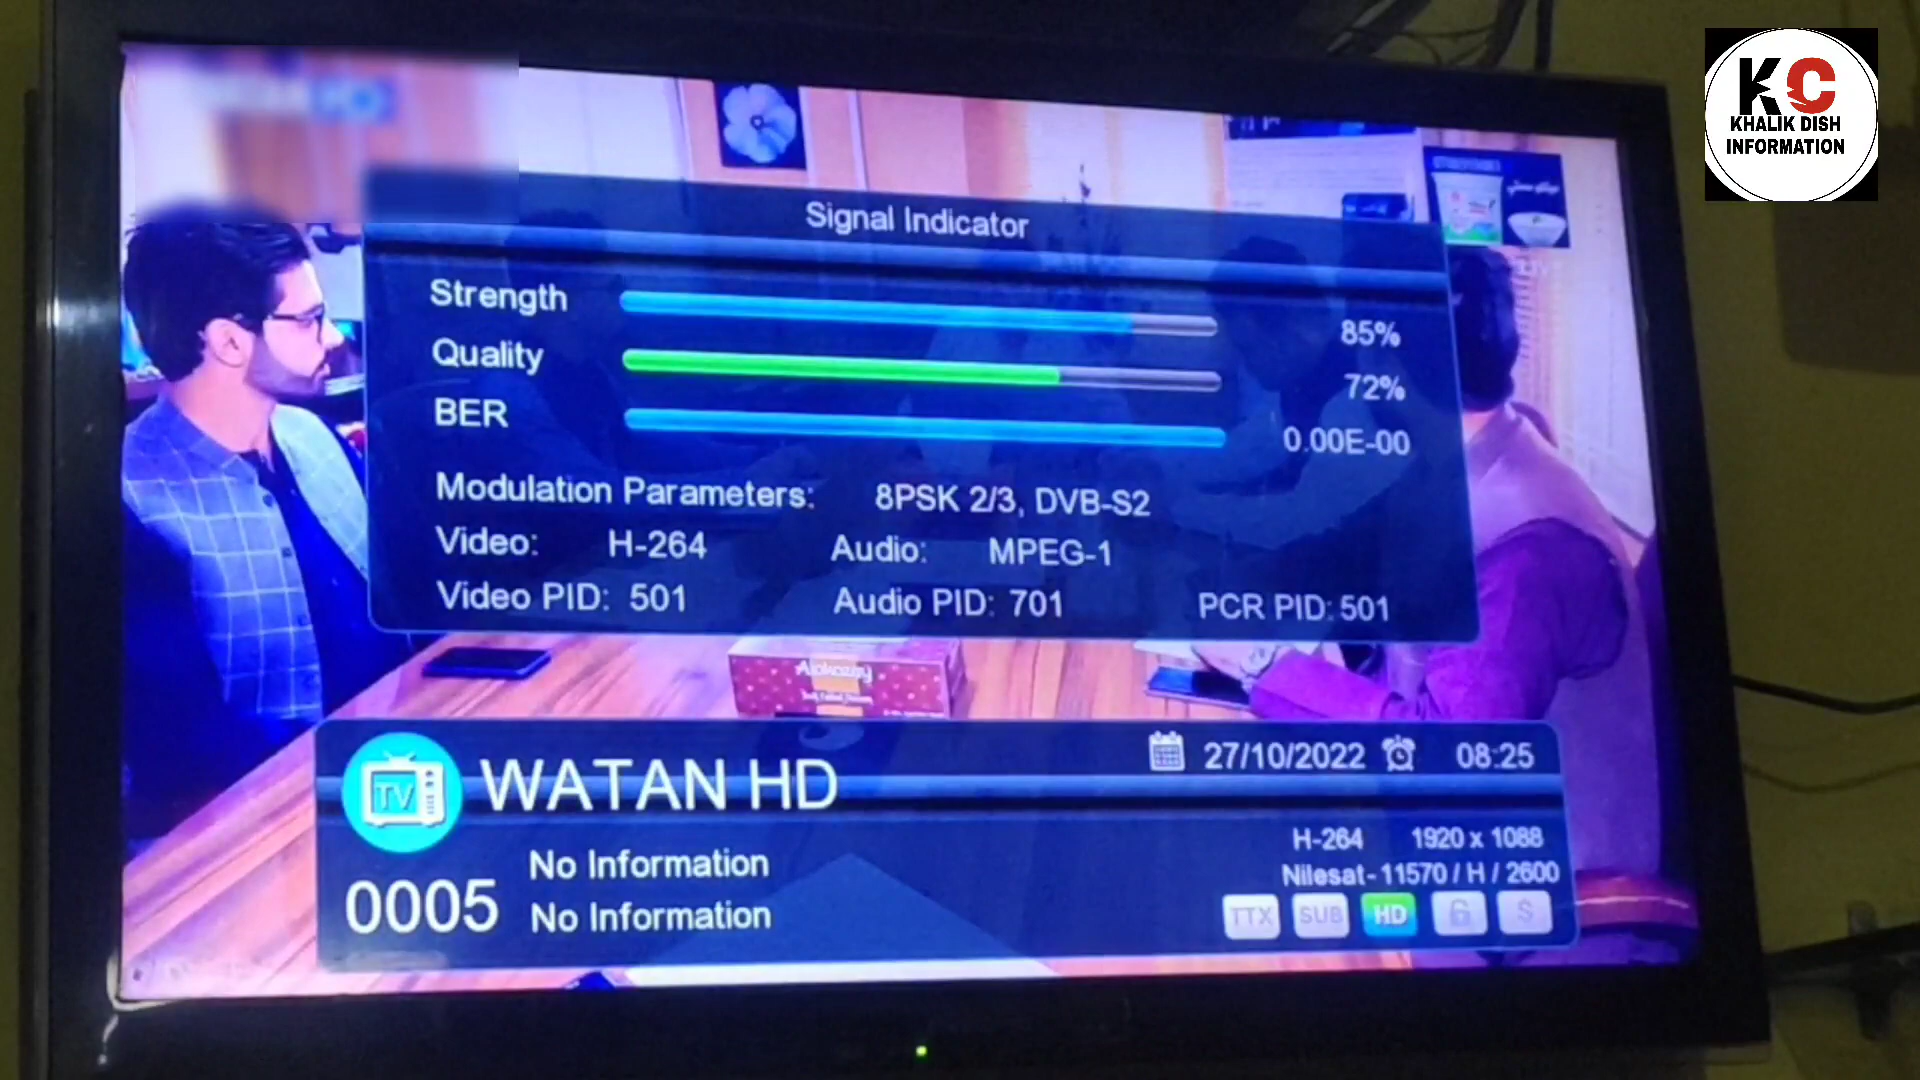 KC
KHALIK DISH
INFORMATION
Signal Indicator
Strength 85%
Quality 72%
BER 0.00E-00
Modulation Parameters: 8PSK 2/3, DVB-S2
Video: H-264 Audio: MPEG-1
Video PID: 501 Audio PID: 701 PCR PID: 501
Alokozay
TV WATAN HD 27/10/2022 08:25
H-264 1920 x 1088
No Information
Nilesat-11570 / H / 2600
0005 No Information
TTX SUB HD $